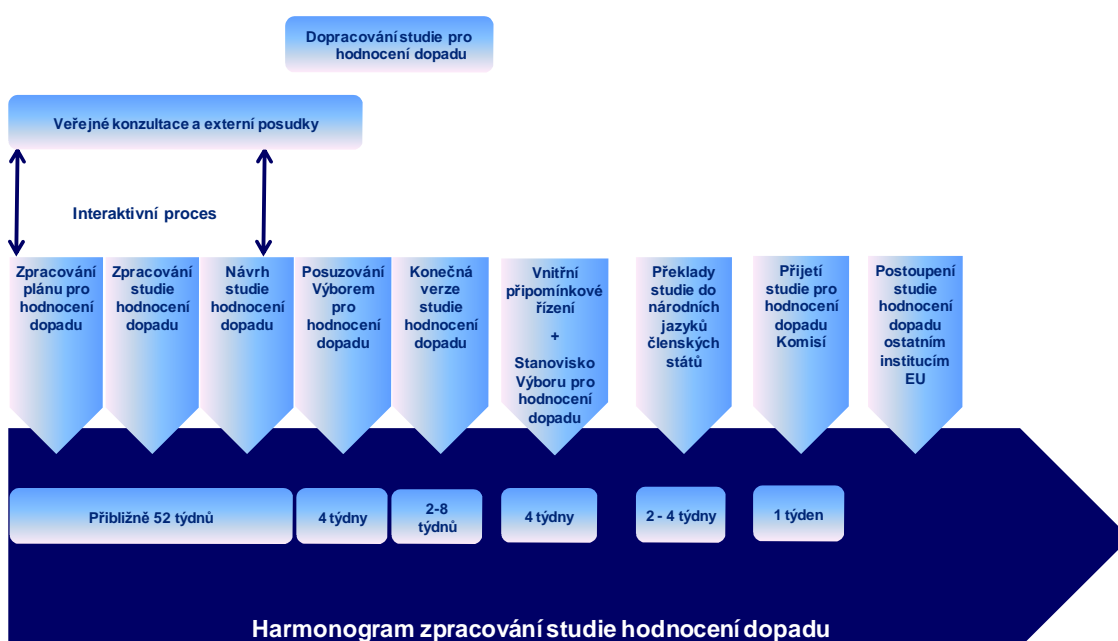 Dopracování studie pro
hodnocení dopadu
Veřejné konzultace a externí posudky
Interaktivní proces
Zpracování
plánu pro
hodnocení
dopadu
Zpracování
studie
hodnocení
dopadu
Návrh
studie
hodnocení
dopadu
Posuzování
Výborem
pro
hodnocení
dopadu
Konečná
verze
studie
hodnocení
dopadu
Vnitřní
připomínkové
řízení
+
Stanovisko
Výboru pro
hodnocení
dopadu
Překlady
studie do
národních
jazyků
členských
států
Přijetí
studie pro
hodnocení
dopadu
Komisí
Postoupení
studie
hodnocení
dopadu
ostatním
institucím
EU
Přibližně 52 týdnů
4 týdny
2-8
týdnů
4 týdny
2 - 4 týdny
1 týden
Harmonogram zpracování studie hodnocení dopadu